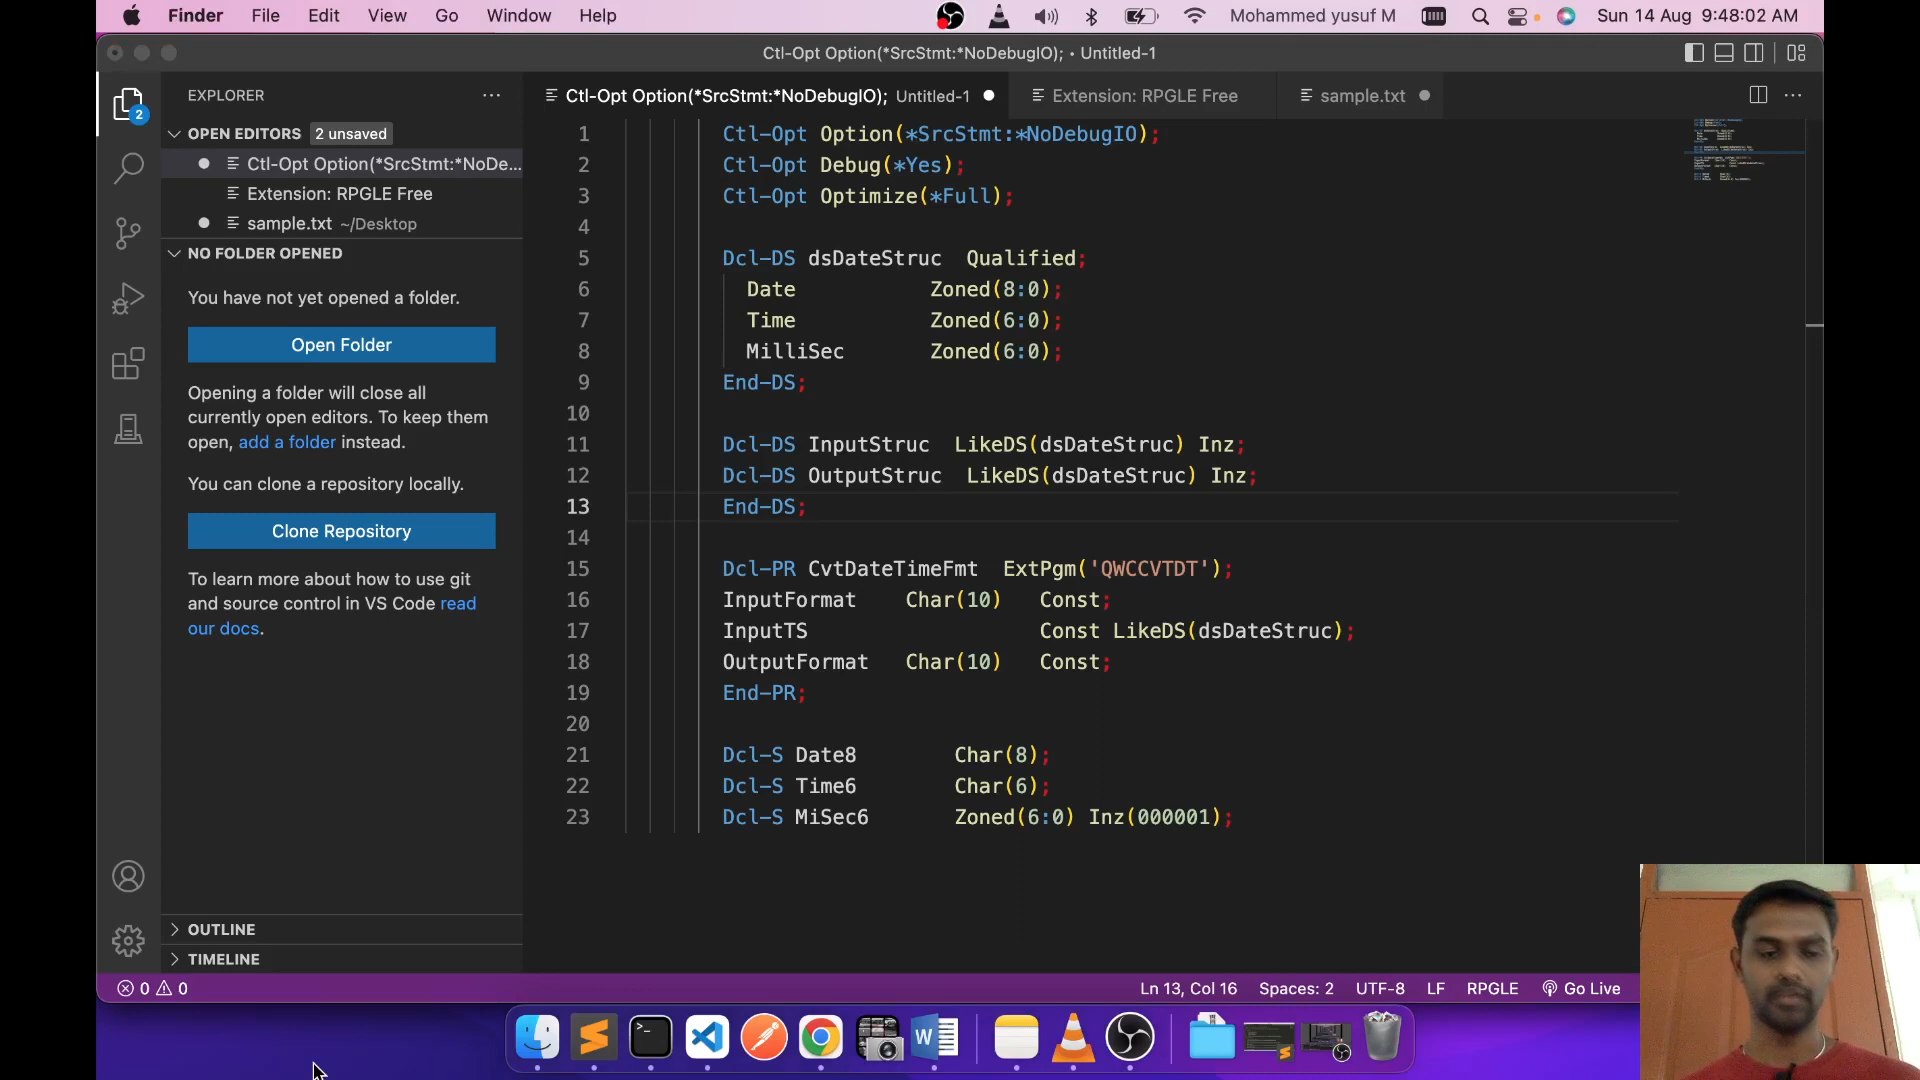 Finder File Edit View Go Window Help Mohammed yusuf M Sun 14 Aug 9:48:02 AM
Ctl-Opt Option(*SrcStmt:*NoDebugIO); • Untitled-1
EXPLORER
OPEN EDITORS 2 unsaved
Ctl-Opt Option(*SrcStmt:*NoDe...
Extension: RPGLE Free
sample.txt ~/Desktop
NO FOLDER OPENED
You have not yet opened a folder.
Open Folder
Opening a folder will close all
currently open editors. To keep them
open, add a folder instead.
You can clone a repository locally.
Clone Repository
To learn more about how to use git
and source control in VS Code read
our docs.
OUTLINE
TIMELINE
2
Ctl-Opt Option(*SrcStmt:*NoDebugIO); Untitled-1 Extension: RPGLE Free sample.txt
1 Ctl-Opt Option(*SrcStmt:*NoDebugIO);
2 Ctl-Opt Debug(*Yes);
3 Ctl-Opt Optimize(*Full);
4
5 Dcl-DS dsDateStruc Qualified;
6 Date Zoned(8:0);
7 Time Zoned(6:0);
8 MilliSec Zoned(6:0);
9 End-DS;
10
11 Dcl-DS InputStruc LikeDS(dsDateStruc) Inz;
12 Dcl-DS OutputStruc LikeDS(dsDateStruc) Inz;
13 End-DS;
14
15 Dcl-PR CvtDateTimeFmt ExtPgm('QWCCVTDT');
16 InputFormat Char(10) Const;
17 InputTS Const LikeDS(dsDateStruc);
18 OutputFormat Char(10) Const;
19 End-PR;
20
21 Dcl-S Date8 Char(8);
22 Dcl-S Time6 Char(6);
23 Dcl-S MiSec6 Zoned(6:0) Inz(000001);
0 0 Ln 13, Col 16 Spaces: 2 UTF-8 LF RPGLE Go Live